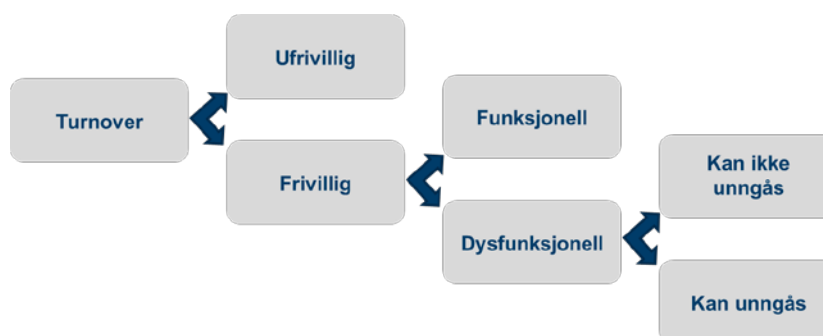 Ufrivillig
Turnover
Funksjonell
Frivillig
Kan ikke
unngås
Dysfunksjonell
Kan unngås